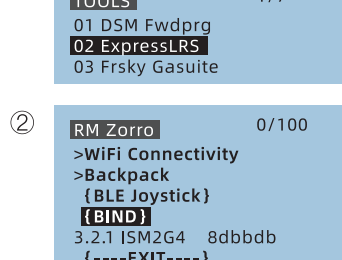 TOOLS
01 DSM Fwdprg
02 ExpressLRS
03 Frsky Gasuite
②
RM Zorro 0/100
>WiFi Connectivity
>Backpack
{BLE Joystick}
{BIND}
3.2.1 ISM2G4 8dbbdb
{----EXIT----}